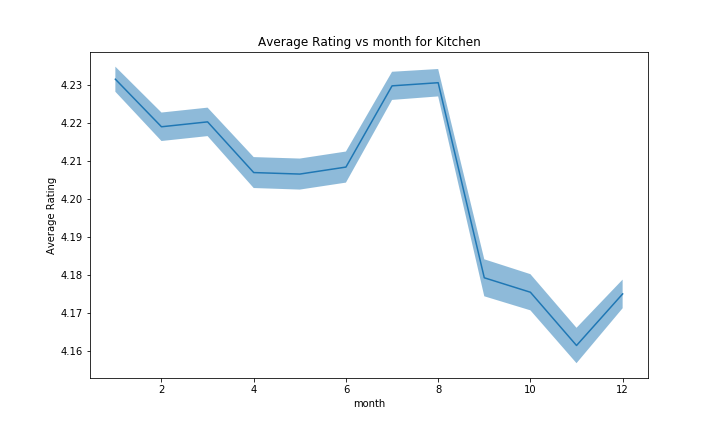 Average Rating vs month for Kitchen
4.23
4.22
4.21
4.20
4.19
4.18
4.17
4.16
Average Rating
2 4 6 8 10 12
month